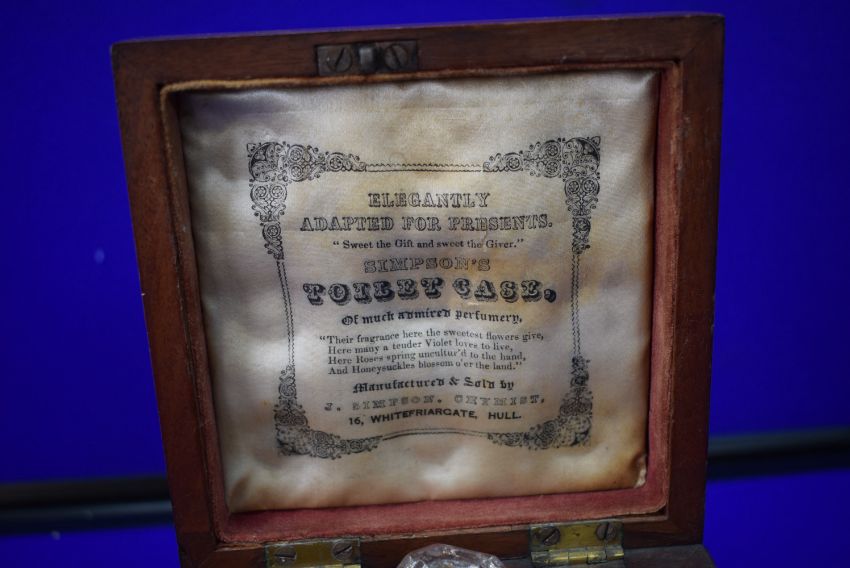 ELEGANTLY
ADAPTED FOR PRESENTS.
"Sweet the Gift and sweet the Giver."
SIMPSON'S
TOILET CASE,
Of much admired perfumery,
"Their fragrance here the sweetest flowers give,
Here many a tender Violet loves to live,
Here Roses spring uncultur'd to the hand,
And Honeysuckles blossom o'er the land."
Manufactured & Sold by
J. SIMPSON, CHYMIST,
16, WHITEFRIARGATE, HULL.